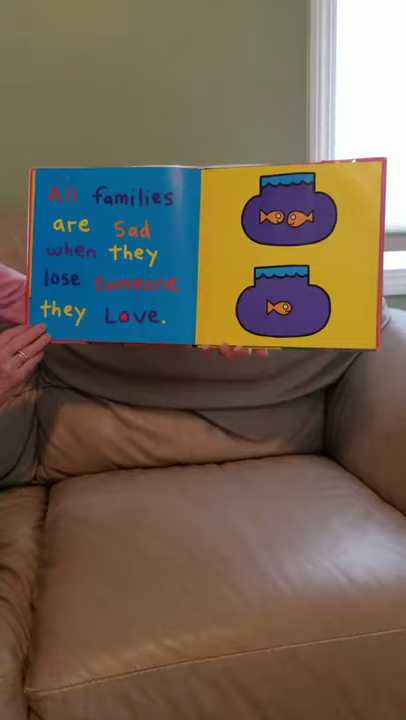 All families
are sad
when they
lose someone
they Love.